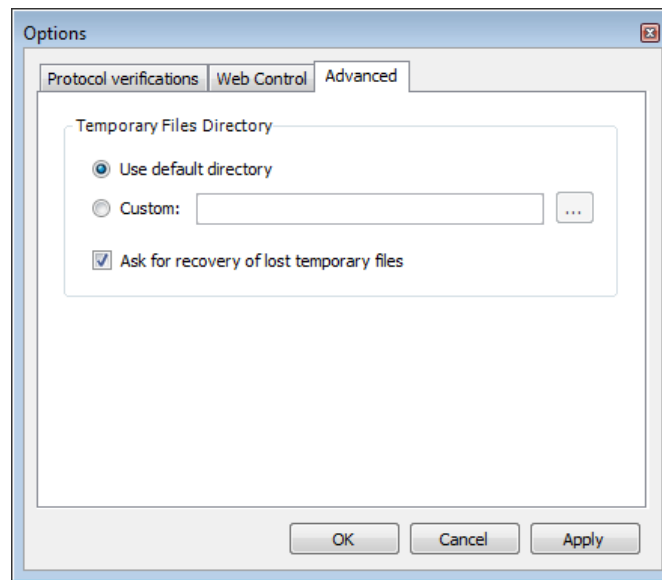 Options
Protocol verifications Web Control Advanced
Temporary Files Directory
Use default directory
Custom: ...
Ask for recovery of lost temporary files
OK Cancel Apply